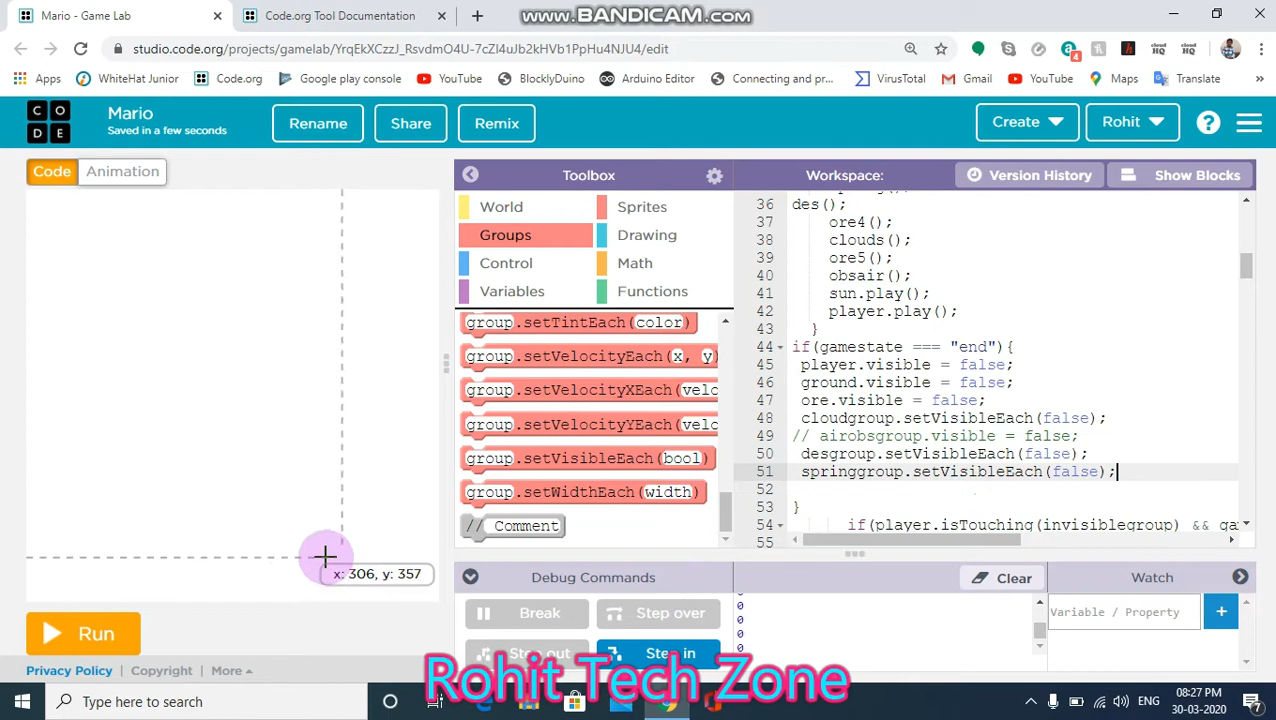 Mario - Game Lab
Code.org Tool Documentation
www.BANDICAM.com
studio.code.org/projects/gamelab/YrqEkXCzzJ_RsvdmO4U-7cZl4uJb2kHVb1PpHu4NJU4/edit
Apps
WhiteHat Junior
Code.org
Google play console
YouTube
BlocklyDuino
Arduino Editor
Connecting and pr...
VirusTotal
Gmail
YouTube
Maps
Translate
4
CODE
Mario
Saved in a few seconds
Rename
Share
Remix
Create
Rohit
?
Code
Animation
Toolbox
Workspace:
Version History
Show Blocks
World
Sprites
Groups
Drawing
Control
Math
Variables
Functions
group.setTintEach(color)
group.setVelocityEach(x, y)
group.setVelocityXEach(velo
group.setVelocityYEach(velo
group.setVisibleEach(bool)
group.setWidthEach(width)
// Comment
36
des();
37 ore4();
38 clouds();
39 ore5();
40 obsair();
41 sun.play();
42 player.play();
43 }
44 if(gamestate === "end"){
45 player.visible = false;
46 ground.visible = false;
47 ore.visible = false;
48 cloudgroup.setVisibleEach(false);
49 // airobsgroup.visible = false;
50 desgroup.setVisibleEach(false);
51 springgroup.setVisibleEach(false);
52
53 }
54 if(player.isTouching(invisiblegroup) && ga
55
x: 306, y: 357
Run
Privacy Policy
Copyright
More
Debug Commands
Clear
Watch
Break
Step over
Step out
Step in
0
0
0
0
Variable / Property
+
Rohit Tech Zone
Type here to search
ENG
08:27 PM
30-03-2020
7